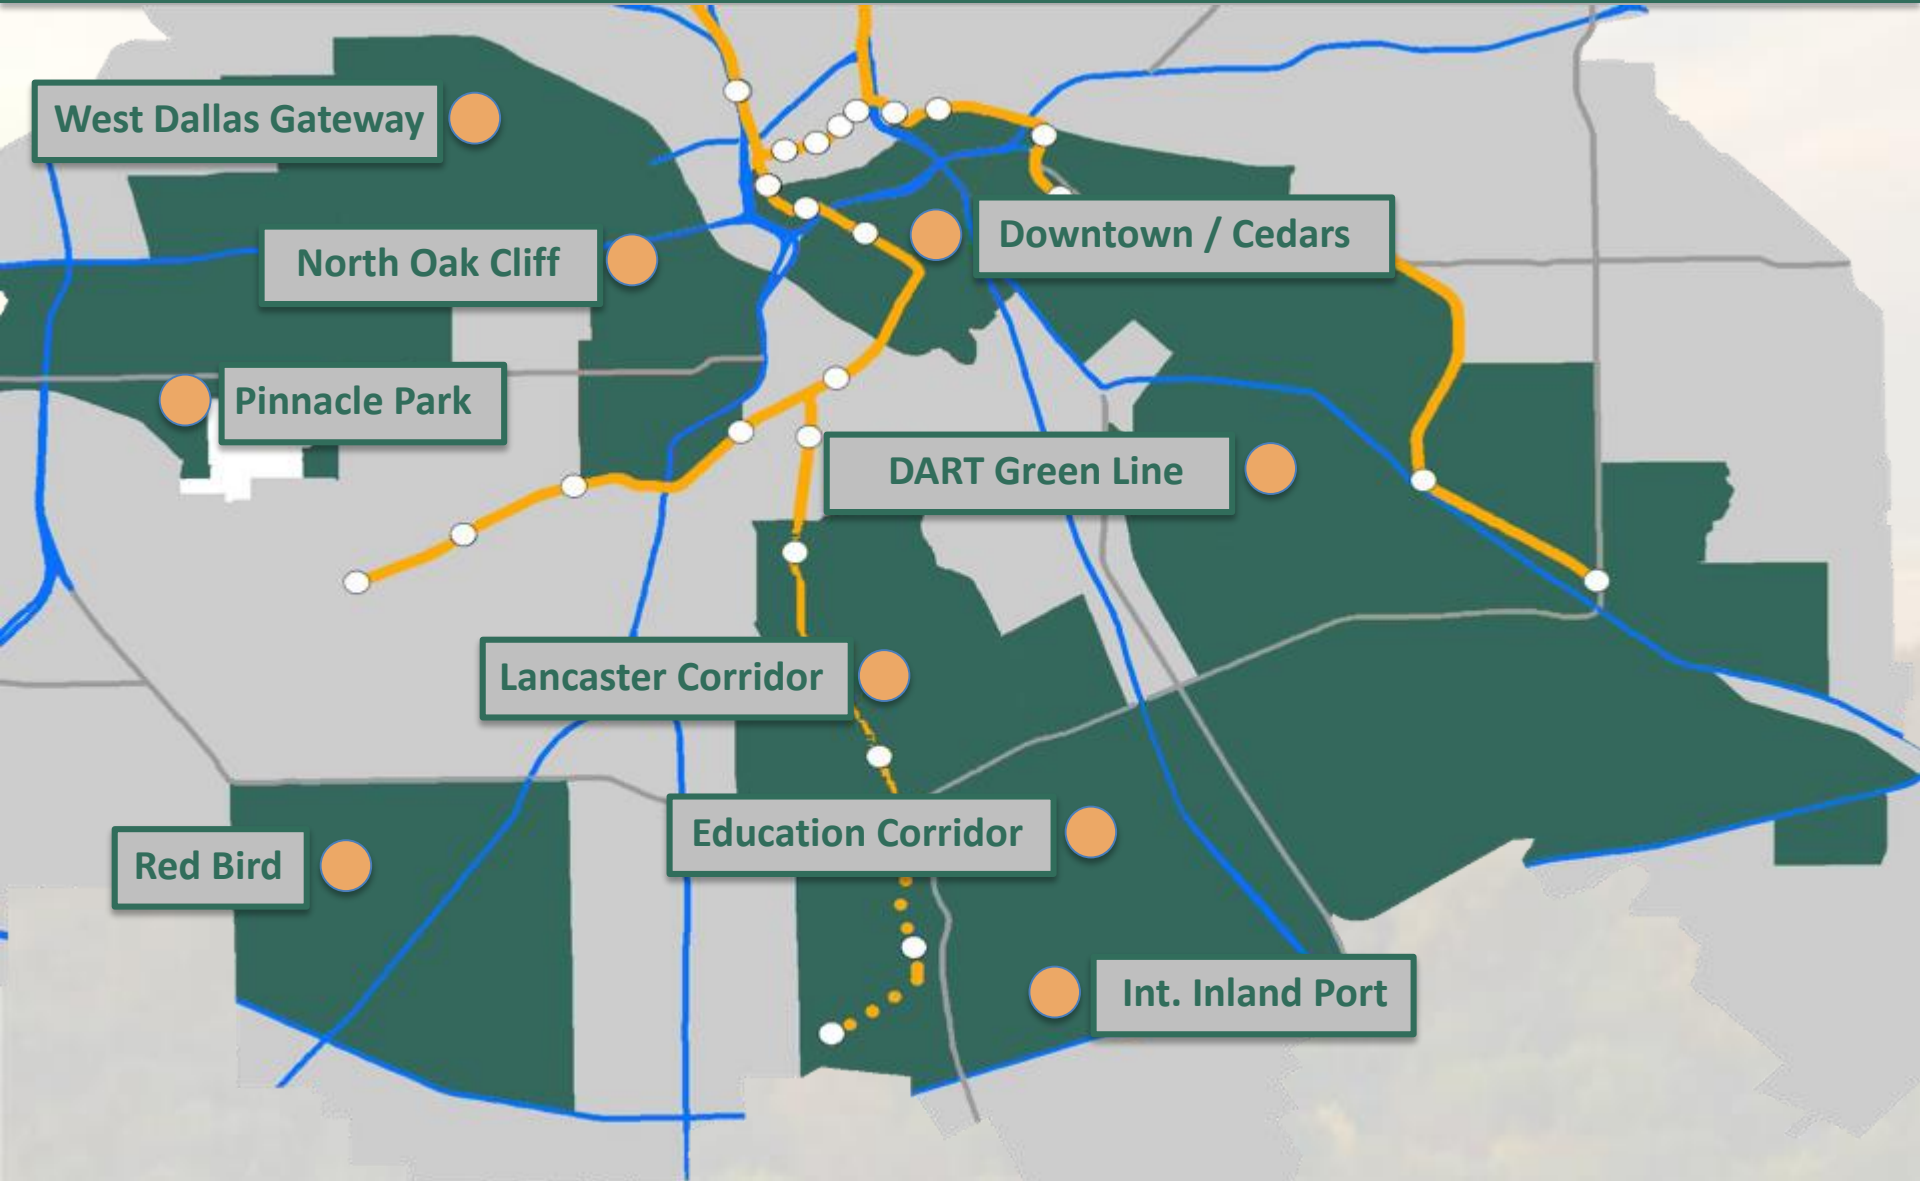 West Dallas Gateway
North Oak Cliff
Downtown / Cedars
Pinnacle Park
DART Green Line
Lancaster Corridor
Education Corridor
Red Bird
Int. Inland Port